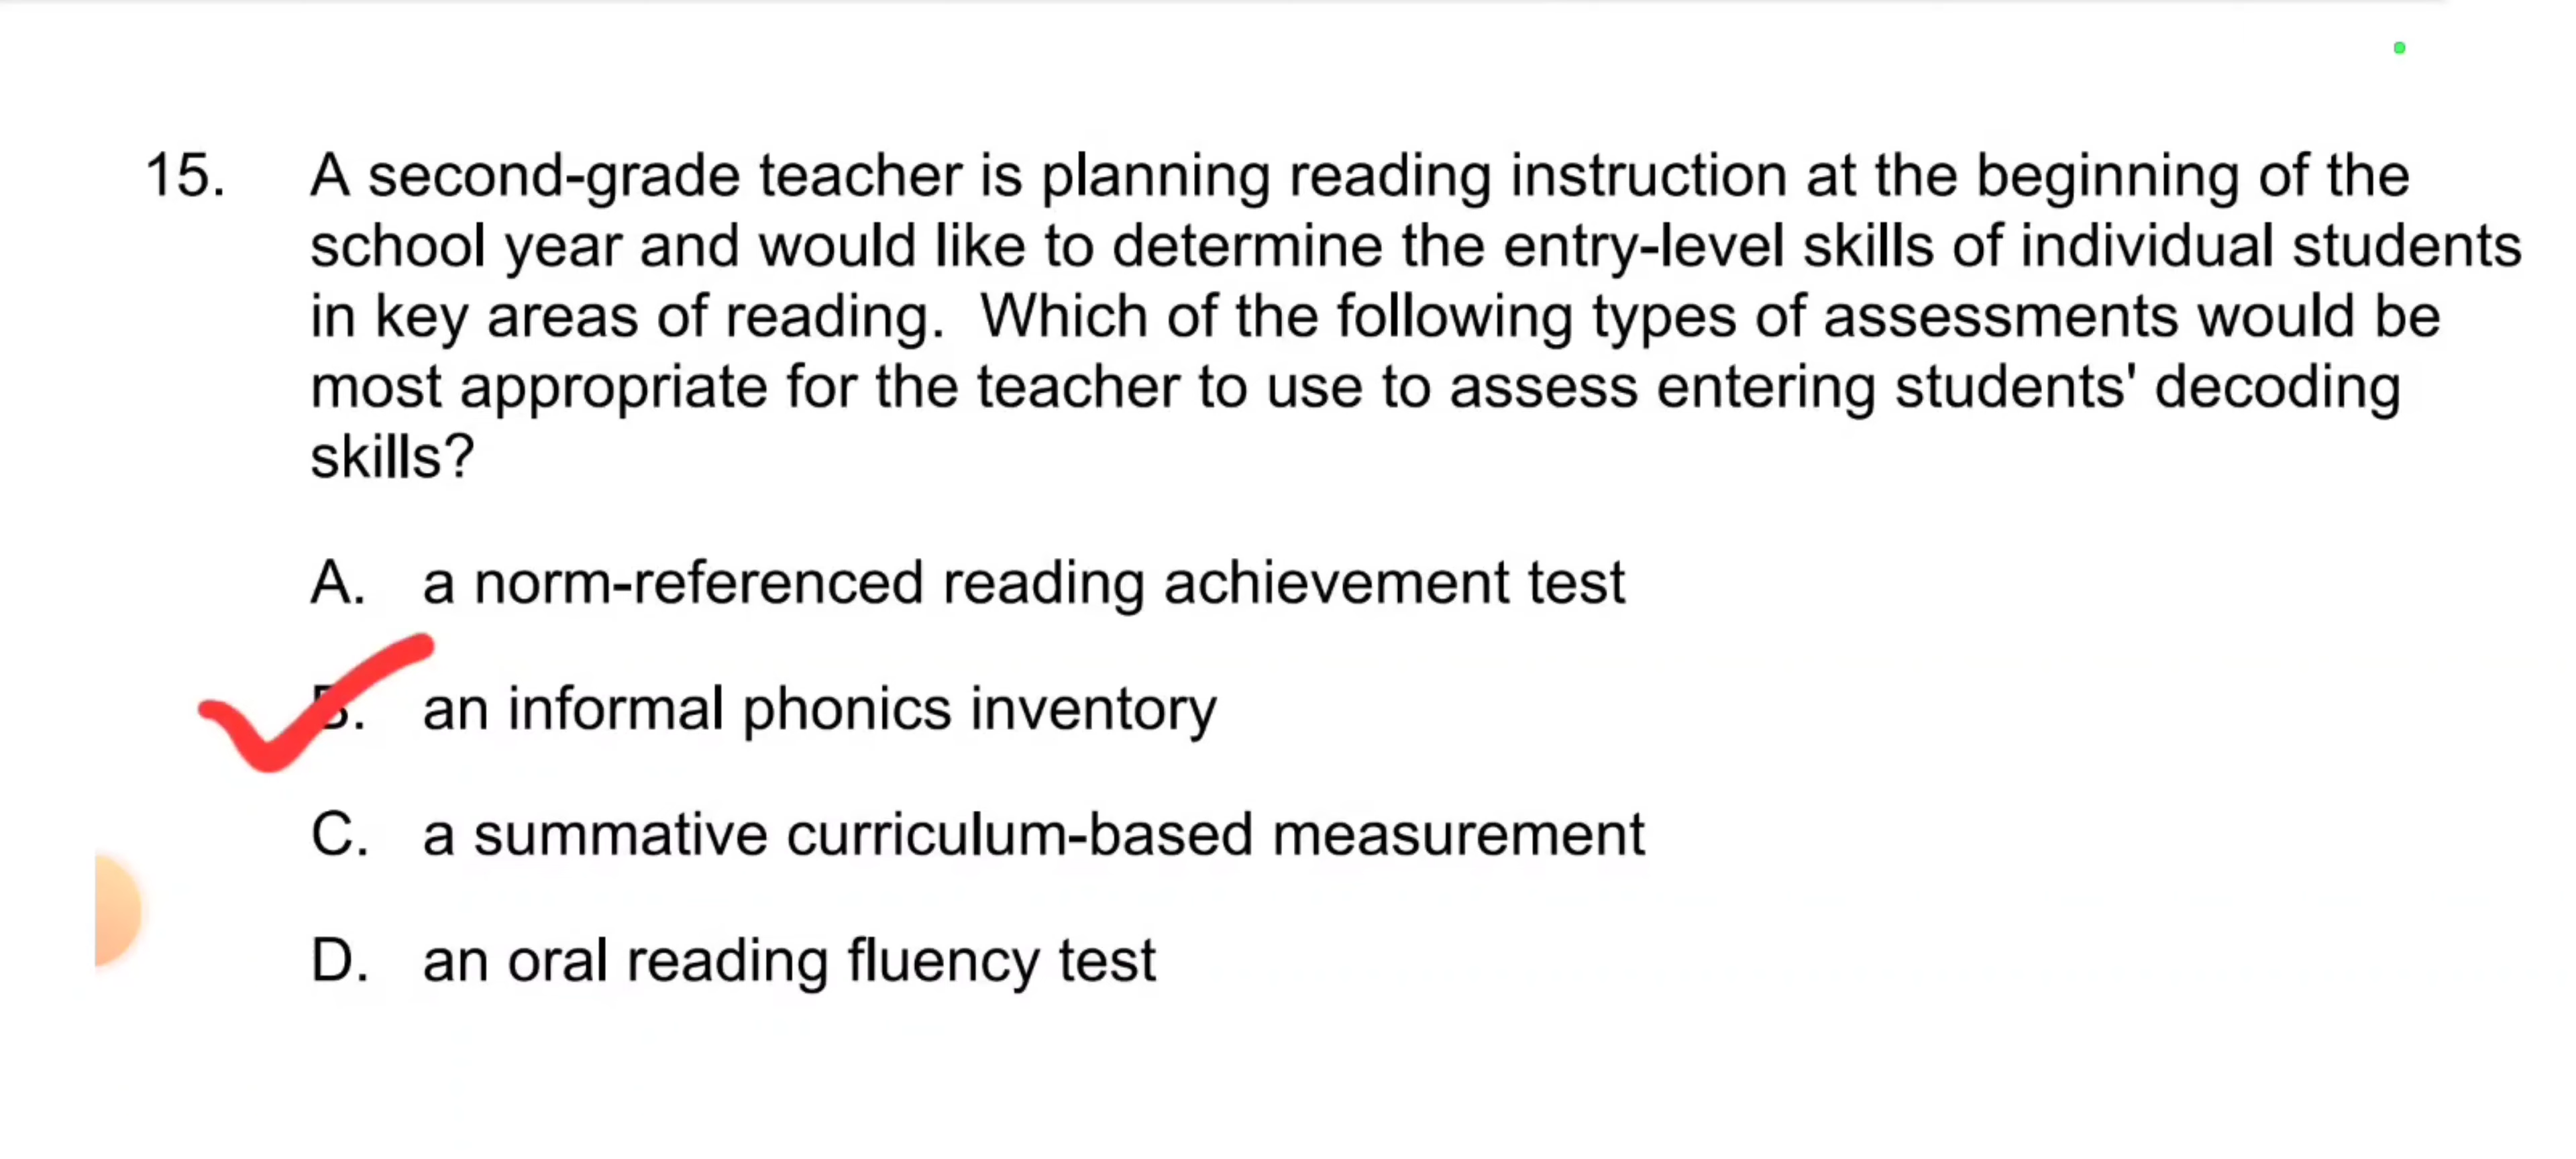 15. A second-grade teacher is planning reading instruction at the beginning of the
school year and would like to determine the entry-level skills of individual students
in key areas of reading. Which of the following types of assessments would be
most appropriate for the teacher to use to assess entering students' decoding
skills?
A. a norm-referenced reading achievement test
B. an informal phonics inventory
C. a summative curriculum-based measurement
D. an oral reading fluency test